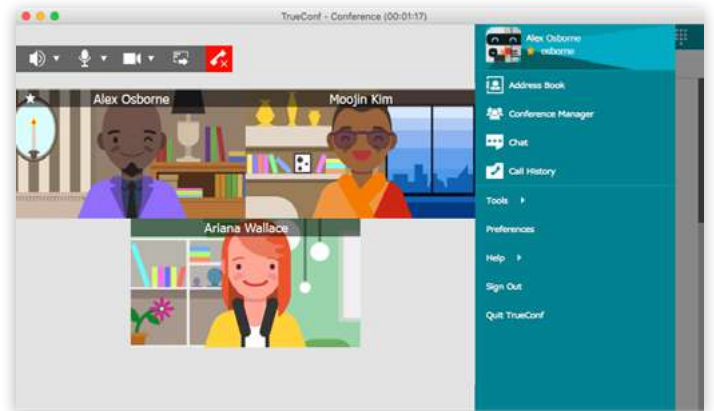 TrueConf - Conference (00:01:17)
Alex Osborne
Moojin Kim
Ariana Wallace
Alex Osborne
osborne
Address Book
Conference Manager
Chat
Call History
Tools
Preferences
Help
Sign Out
Quit TrueConf